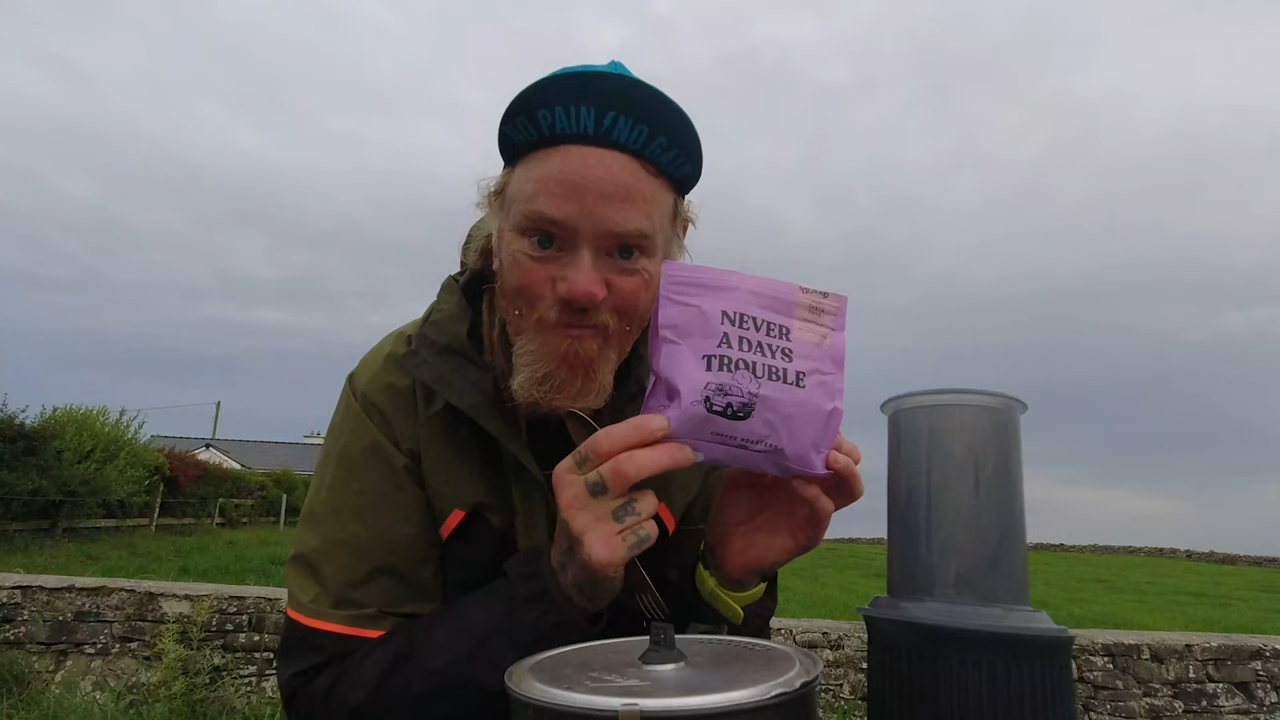 NO PAIN NO GAIN
NEVER
A DAYS
TROUBLE
COFFEE ROASTERS